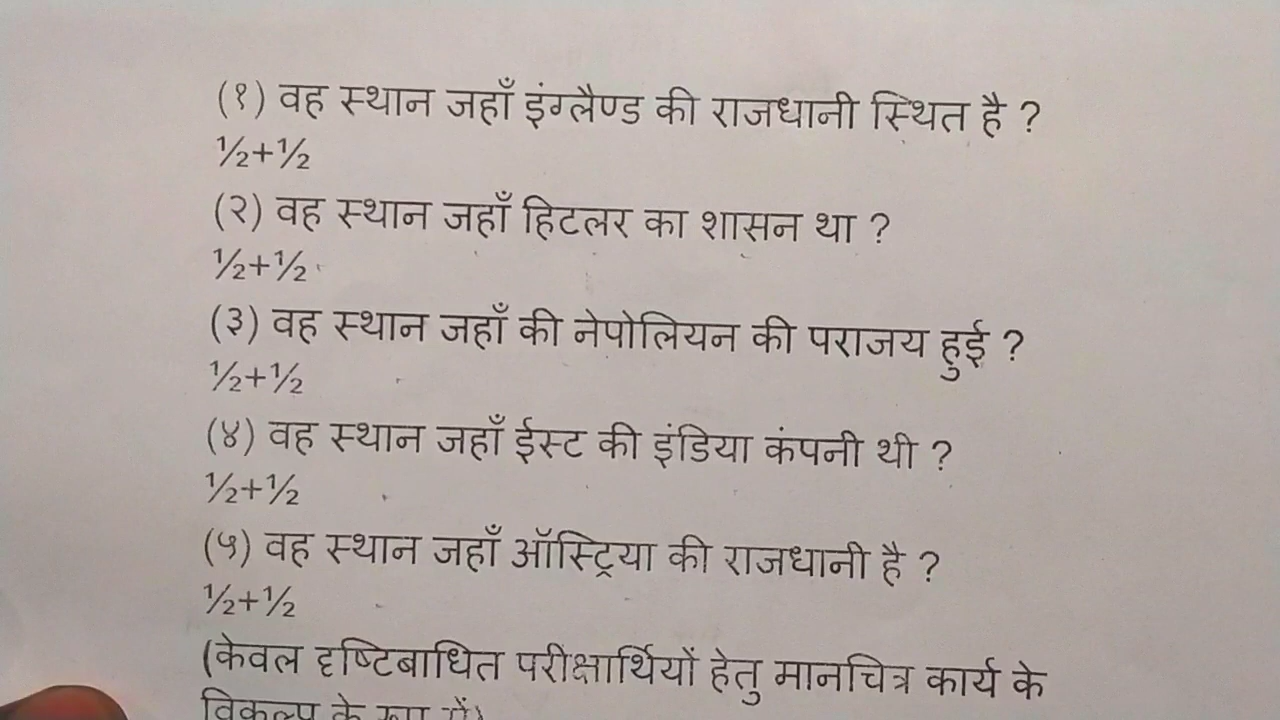 (१) वह स्थान जहाँ इंग्लैण्ड की राजधानी स्थित है ?
½+½
(२) वह स्थान जहाँ हिटलर का शासन था ?
½+½
(३) वह स्थान जहाँ की नेपोलियन की पराजय हुई ?
½+½
(४) वह स्थान जहाँ ईस्ट की इंडिया कंपनी थी ?
½+½
(५) वह स्थान जहाँ ऑस्ट्रिया की राजधानी है ?
½+½
(केवल दृष्टिबाधित परीक्षार्थियों हेतु मानचित्र कार्य के
विकल्प के रूप में)